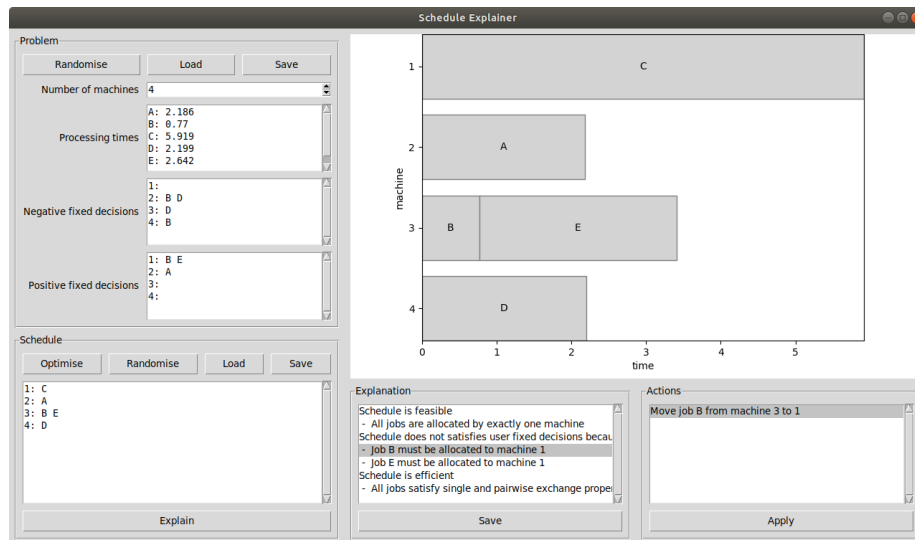 Schedule Explainer
Problem
Randomise Load Save
Number of machines 4
Processing times
A: 2.186
B: 0.77
C: 5.919
D: 2.199
E: 2.642
Negative fixed decisions
1:
2: B D
3: D
4: B
Positive fixed decisions
1: B E
2: A
3:
4:
Schedule
Optimise Randomise Load Save
1: C
2: A
3: B E
4: D
Explain
machine
1 C
2 A
3 B E
4 D
0 1 2 3 4 5
time
Explanation
Schedule is feasible
- All jobs are allocated by exactly one machine
Schedule does not satisfies user fixed decisions becau
- Job B must be allocated to machine 1
- Job E must be allocated to machine 1
Schedule is efficient
- All jobs satisfy single and pairwise exchange prope
Save
Actions
Move job B from machine 3 to 1
Apply